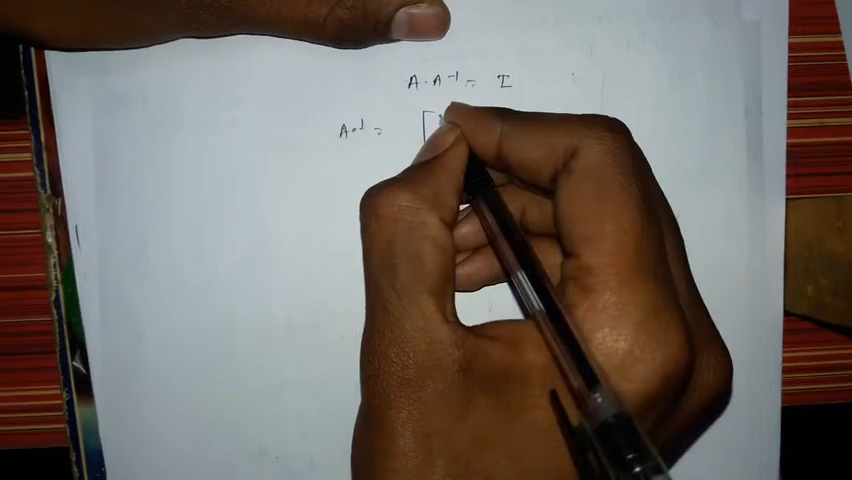 A · A⁻¹ = I
A⁻¹ = [